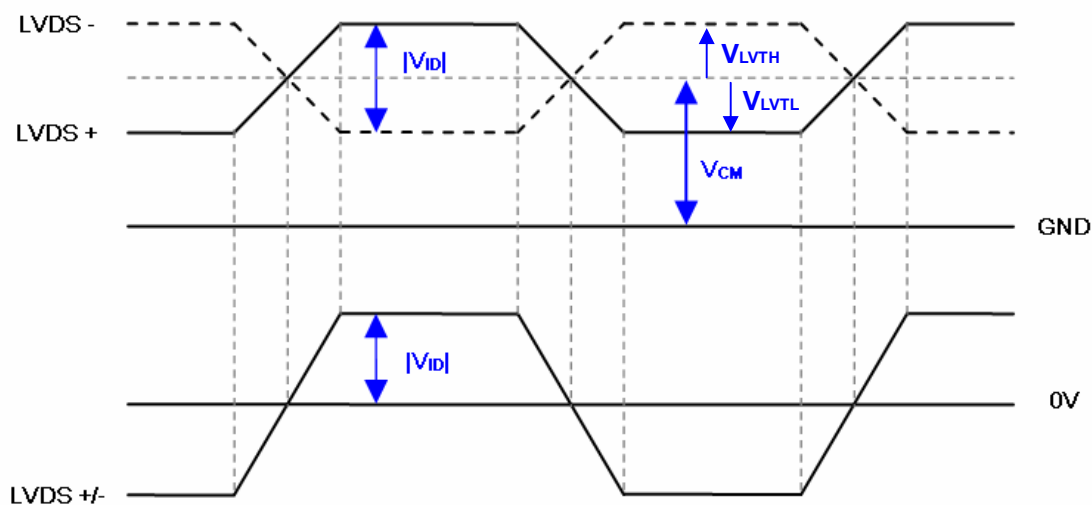 LVDS -
|VID|
VLVTH
VLVTL
LVDS +
VCM
GND
|VID|
0V
LVDS +/-